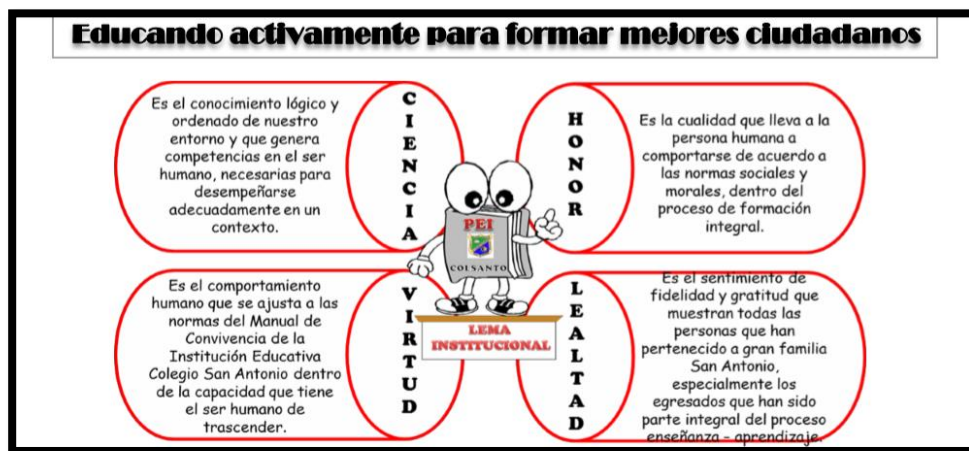 Educando activamente para formar mejores ciudadanos
Es el conocimiento lógico y
ordenado de nuestro
entorno y que genera
competencias en el ser
humano, necesarias para
desempeñarse
adecuadamente en un
contexto.
CIENCIA
HONOR
Es la cualidad que lleva a la
persona humana a
comportarse de acuerdo a
las normas sociales y
morales, dentro del
proceso de formación
integral.
PEI
COLSANTO
LEMA
INSTITUCIONAL
Es el comportamiento
humano que se ajusta a las
normas del Manual de
Convivencia de la
Institución Educativa
Colegio San Antonio dentro
de la capacidad que tiene
el ser humano de
trascender.
VIRTUD
LEALTAD
Es el sentimiento de
fidelidad y gratitud que
muestran todas las
personas que han
pertenecido a gran familia
San Antonio,
especialmente los
egresados que han sido
parte integral del proceso
enseñanza – aprendizaje.